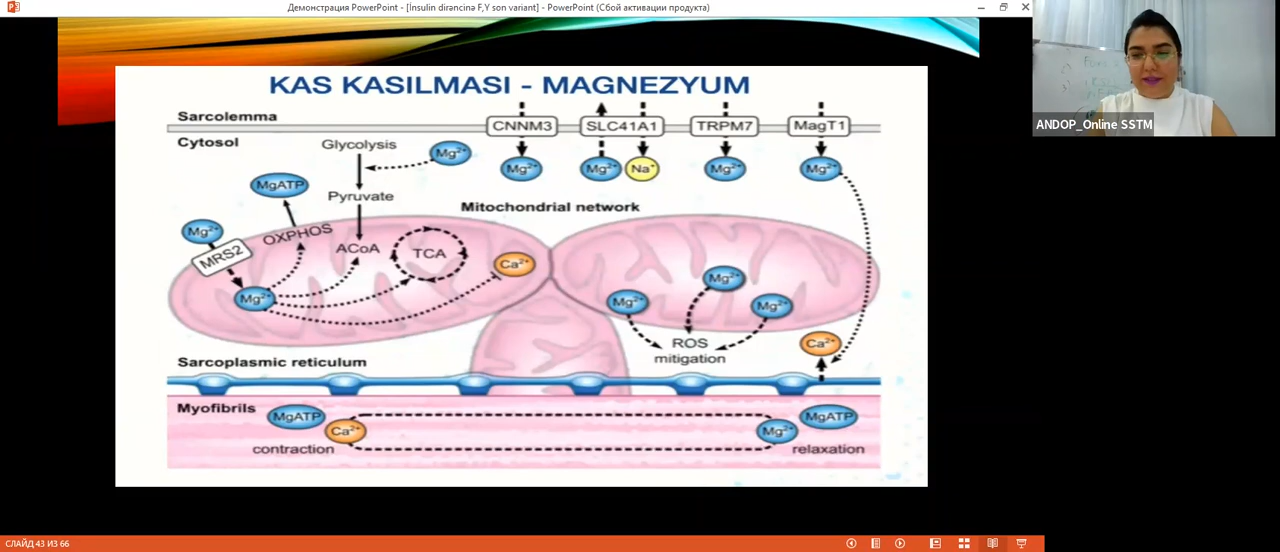 Демонстрация PowerPoint - [İnsulin dirəncinə F,Y son variant] - PowerPoint (Сбой активации продукта)
ANDOP_Online SSTM
KAS KASILMASI - MAGNEZYUM
Sarcolemma
CNNM3 SLC41A1 TRPM7 MagT1
Cytosol
Glycolysis
Mg²⁺
Mg²⁺ Mg²⁺ Na⁺ Mg²⁺ Mg²⁺
MgATP
Pyruvate
Mitochondrial network
Mg²⁺
OXPHOS
MRS2
ACoA
TCA
Ca²⁺
Mg²⁺
Mg²⁺
Mg²⁺
Mg²⁺
ROS
mitigation
Ca²⁺
Sarcoplasmic reticulum
Myofibrils
MgATP
Ca²⁺
contraction
Mg²⁺
MgATP
relaxation
СЛАЙД 43 ИЗ 66